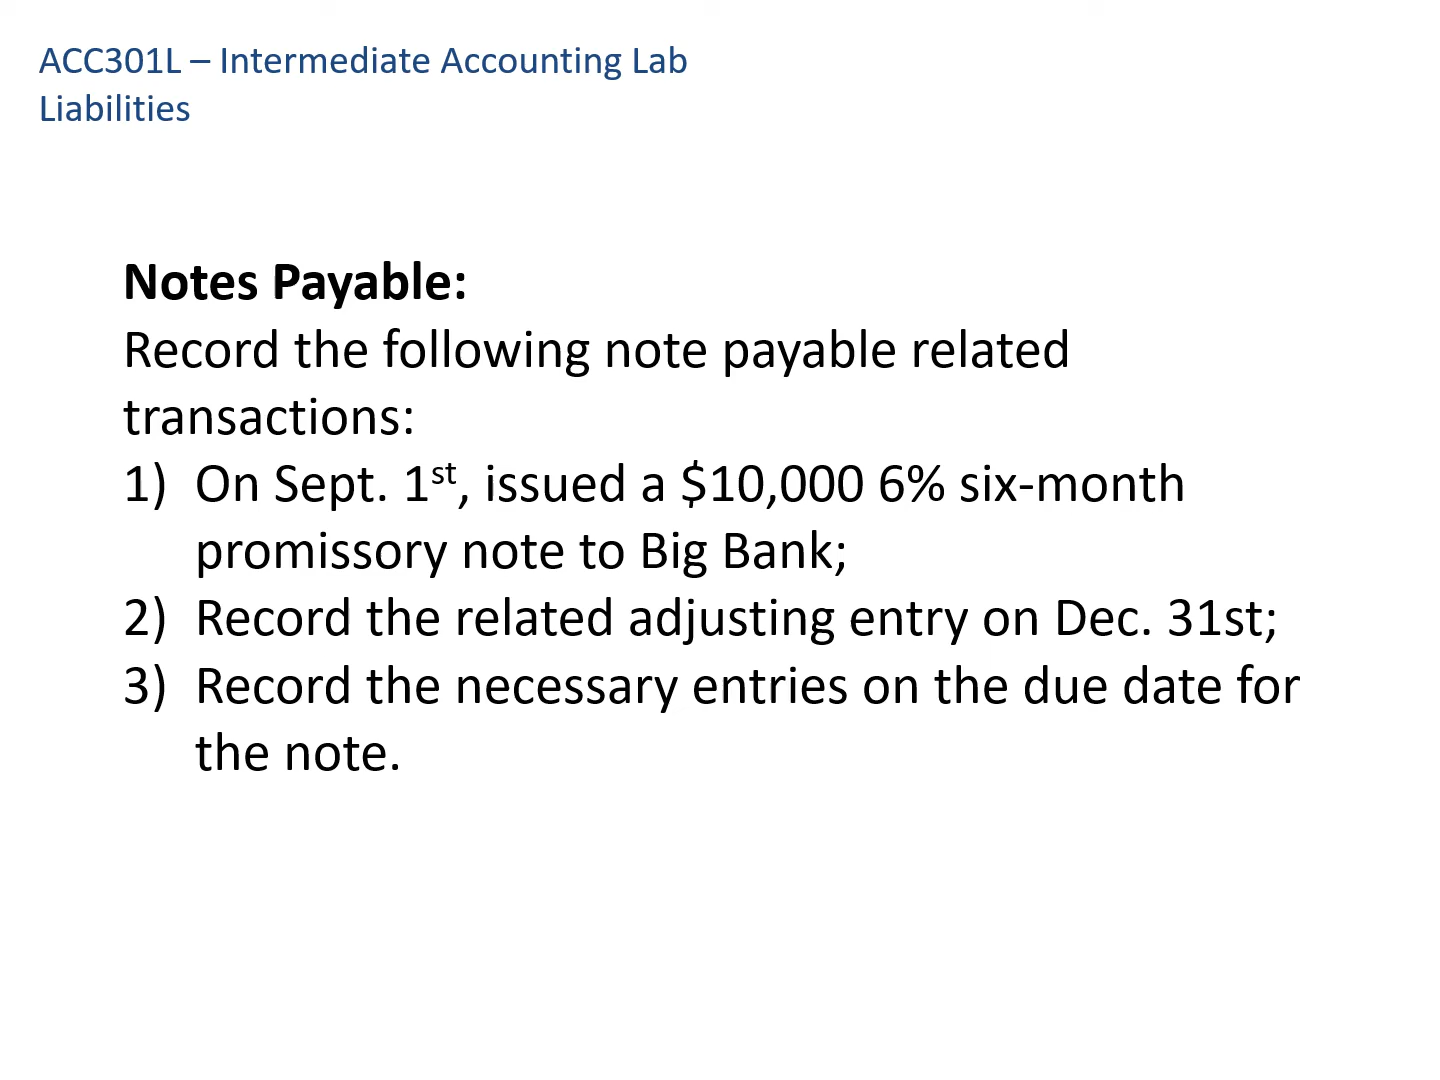 ACC301L – Intermediate Accounting Lab
Liabilities
Notes Payable:
Record the following note payable related
transactions:
1) On Sept. 1st, issued a $10,000 6% six-month
promissory note to Big Bank;
2) Record the related adjusting entry on Dec. 31st;
3) Record the necessary entries on the due date for
the note.